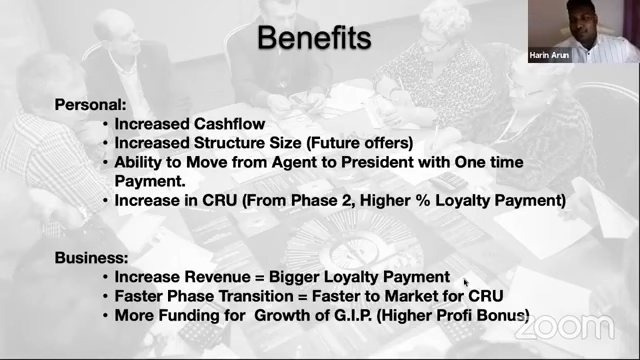 Benefits
Harin Arun
Personal:
• Increased Cashflow
• Increased Structure Size (Future offers)
• Ability to Move from Agent to President with One time
Payment.
• Increase in CRU (From Phase 2, Higher % Loyalty Payment)
Business:
• Increase Revenue = Bigger Loyalty Payment
• Faster Phase Transition = Faster to Market for CRU
• More Funding for Growth of G.I.P. (Higher Profi Bonus)
zoom